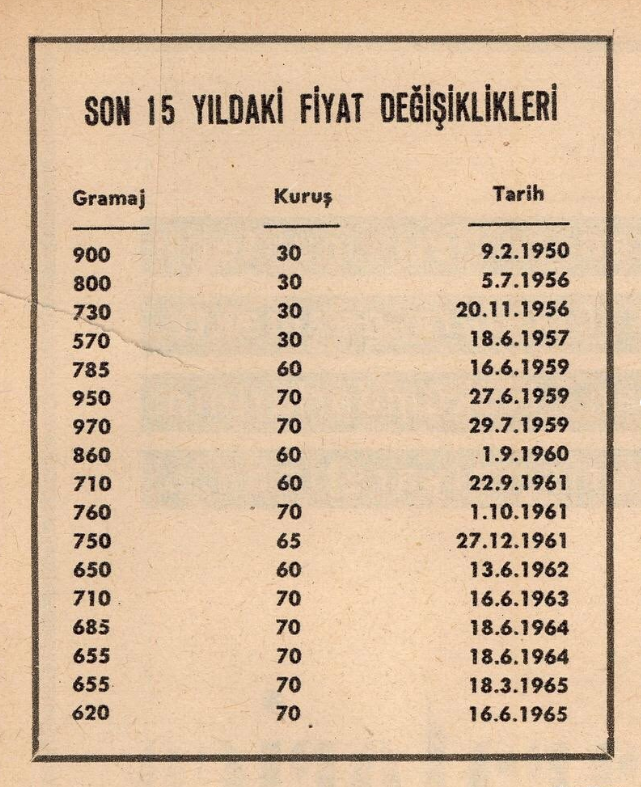 SON 15 YILDAKİ FİYAT DEĞİŞİKLİKLERİ
Gramaj Kuruş Tarih
900 30 9.2.1950
800 30 5.7.1956
730 30 20.11.1956
570 30 18.6.1957
785 60 16.6.1959
950 70 27.6.1959
970 70 29.7.1959
860 60 1.9.1960
710 60 22.9.1961
760 70 1.10.1961
750 65 27.12.1961
650 60 13.6.1962
710 70 16.6.1963
685 70 18.6.1964
655 70 18.6.1964
655 70 18.3.1965
620 70 16.6.1965